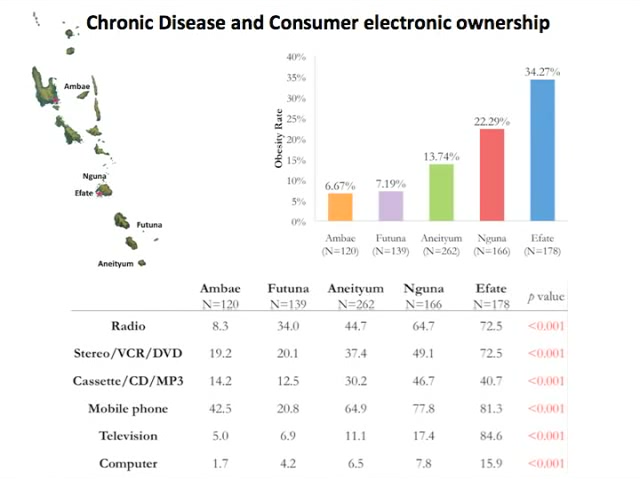 Chronic Disease and Consumer electronic ownership
Ambae
Nguna
Efate
Futuna
Aneityum
Obesity Rate
40%
35%
30%
25%
20%
15%
10%
5%
0%
6.67%
7.19%
13.74%
22.29%
34.27%
Ambae Futuna Aneityum Nguna Efate
(N=120) (N=139) (N=262) (N=166) (N=178)
Ambae Futuna Aneityum Nguna Efate p value
N=120 N=139 N=262 N=166 N=178
Radio 8.3 34.0 44.7 64.7 72.5 <0.001
Stereo/VCR/DVD 19.2 20.1 37.4 49.1 72.5 <0.001
Cassette/CD/MP3 14.2 12.5 30.2 46.7 40.7 <0.001
Mobile phone 42.5 20.8 64.9 77.8 81.3 <0.001
Television 5.0 6.9 11.1 17.4 84.6 <0.001
Computer 1.7 4.2 6.5 7.8 15.9 <0.001